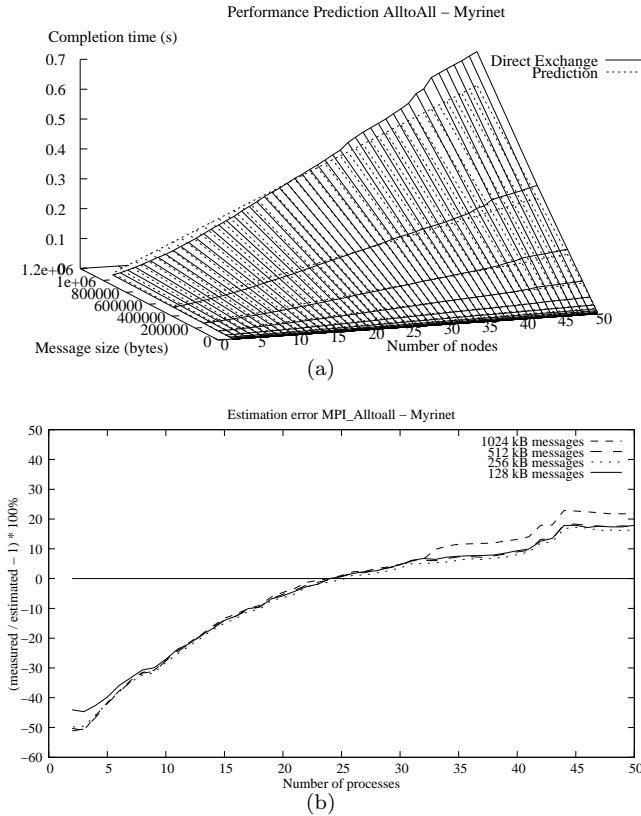 Performance Prediction AlltoAll – Myrinet
Completion time (s)
Direct Exchange
Prediction
0.7
0.6
0.5
0.4
0.3
0.2
0.1
0
1.2e+06
1e+06
800000
600000
400000
200000
0
Message size (bytes)
0 5 10 15 20 25 30 35 40 45 50
Number of nodes
(a)
Estimation error MPI_Alltoall – Myrinet
1024 kB messages
512 kB messages
256 kB messages
128 kB messages
(measured / estimated – 1) * 100%
50
40
30
20
10
0
–10
–20
–30
–40
–50
–60
0 5 10 15 20 25 30 35 40 45 50
Number of processes
(b)